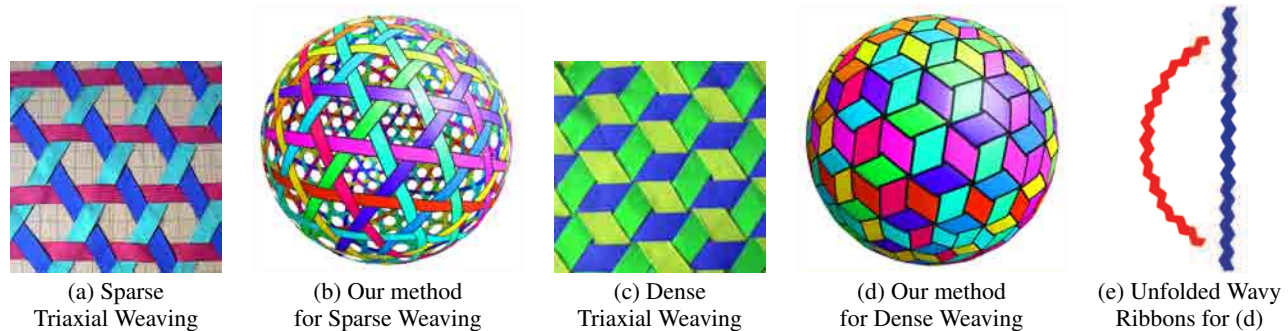 (a) Sparse
Triaxial Weaving
(b) Our method
for Sparse Weaving
(c) Dense
Triaxial Weaving
(d) Our method
for Dense Weaving
(e) Unfolded Wavy
Ribbons for (d)